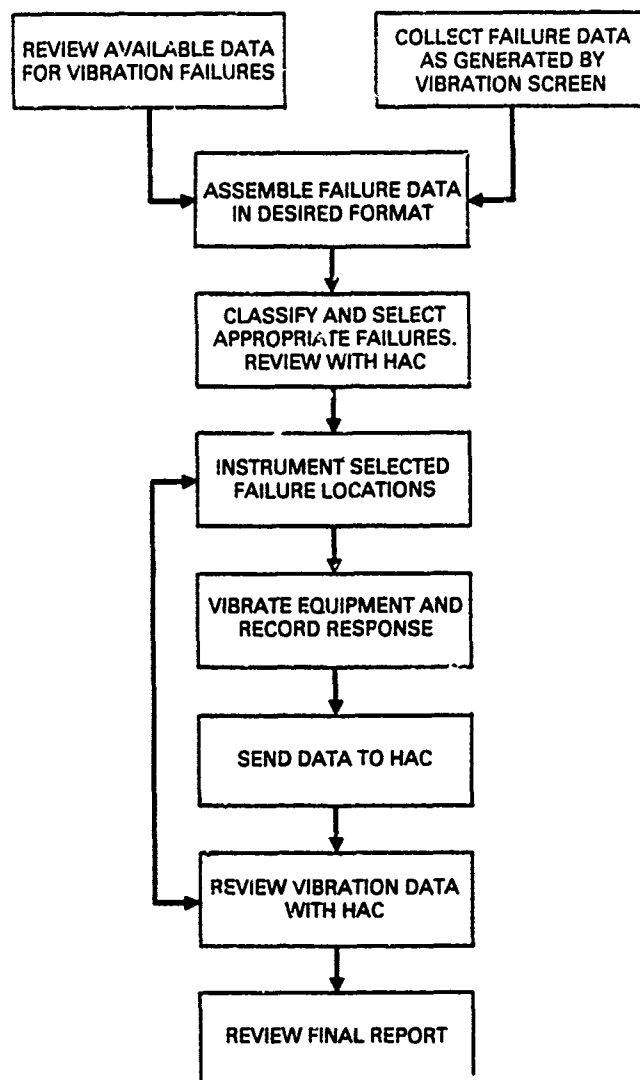 REVIEW AVAILABLE DATA
FOR VIBRATION FAILURES
COLLECT FAILURE DATA
AS GENERATED BY
VIBRATION SCREEN
ASSEMBLE FAILURE DATA
IN DESIRED FORMAT
CLASSIFY AND SELECT
APPROPRIATE FAILURES.
REVIEW WITH HAC
INSTRUMENT SELECTED
FAILURE LOCATIONS
VIBRATE EQUIPMENT AND
RECORD RESPONSE
SEND DATA TO HAC
REVIEW VIBRATION DATA
WITH HAC
REVIEW FINAL REPORT